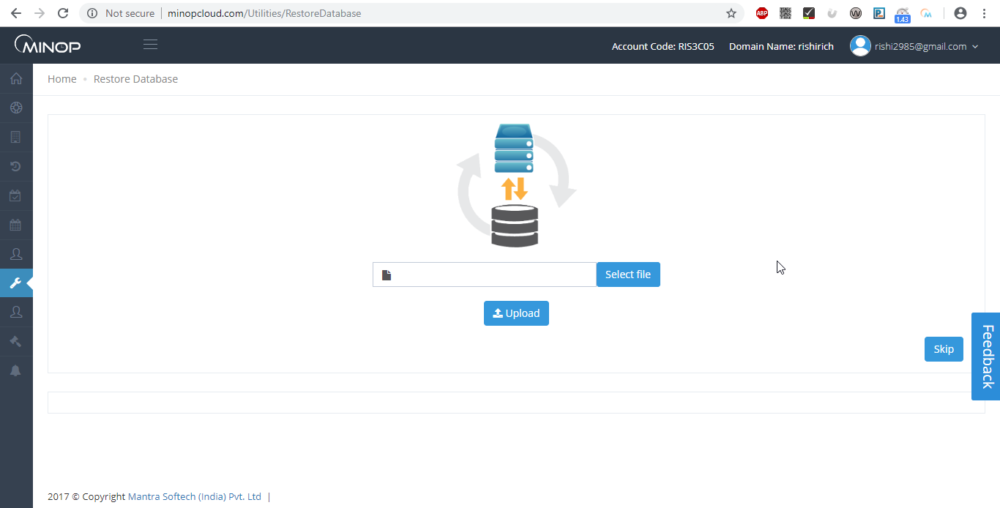 Not secure | minopcloud.com/Utilities/RestoreDatabase
ABP
1.43
MINOP
Account Code: RIS3C05 Domain Name: rishirich rishi2985@gmail.com
Home • Restore Database
Select file
Upload
Skip
Feedback
2017 © Copyright Mantra Softech (India) Pvt. Ltd |